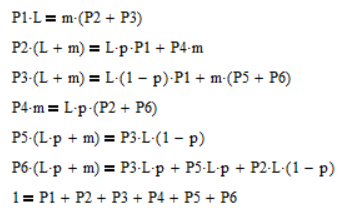 P1·L = m·(P2 + P3)
P2·(L + m) = L·p·P1 + P4·m
P3·(L + m) = L·(1 − p)·P1 + m·(P5 + P6)
P4·m = L·p·(P2 + P6)
P5·(L·p + m) = P3·L·(1 − p)
P6·(L·p + m) = P3·L·p + P5·L·p + P2·L·(1 − p)
1 = P1 + P2 + P3 + P4 + P5 + P6